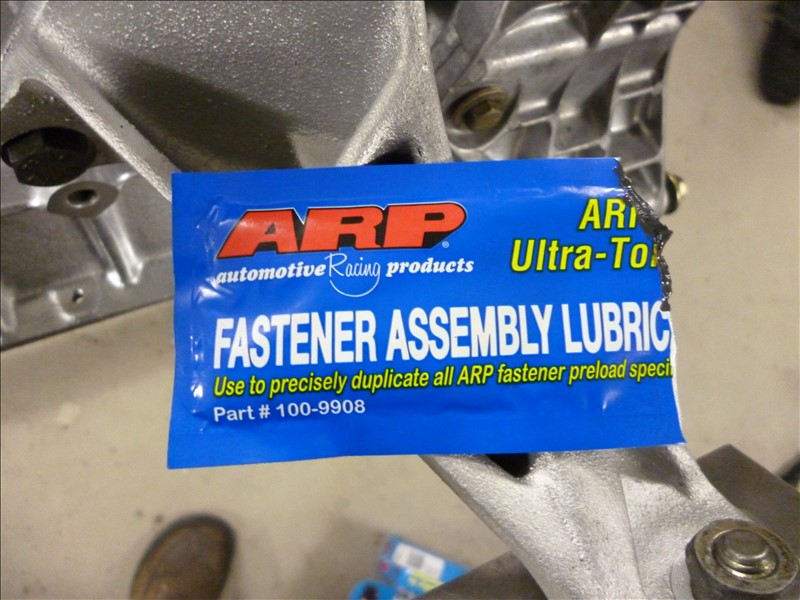 ARP®
automotive Racing products
ARP
Ultra-Tor
FASTENER ASSEMBLY LUBRIC
Use to precisely duplicate all ARP fastener preload speci
Part # 100-9908